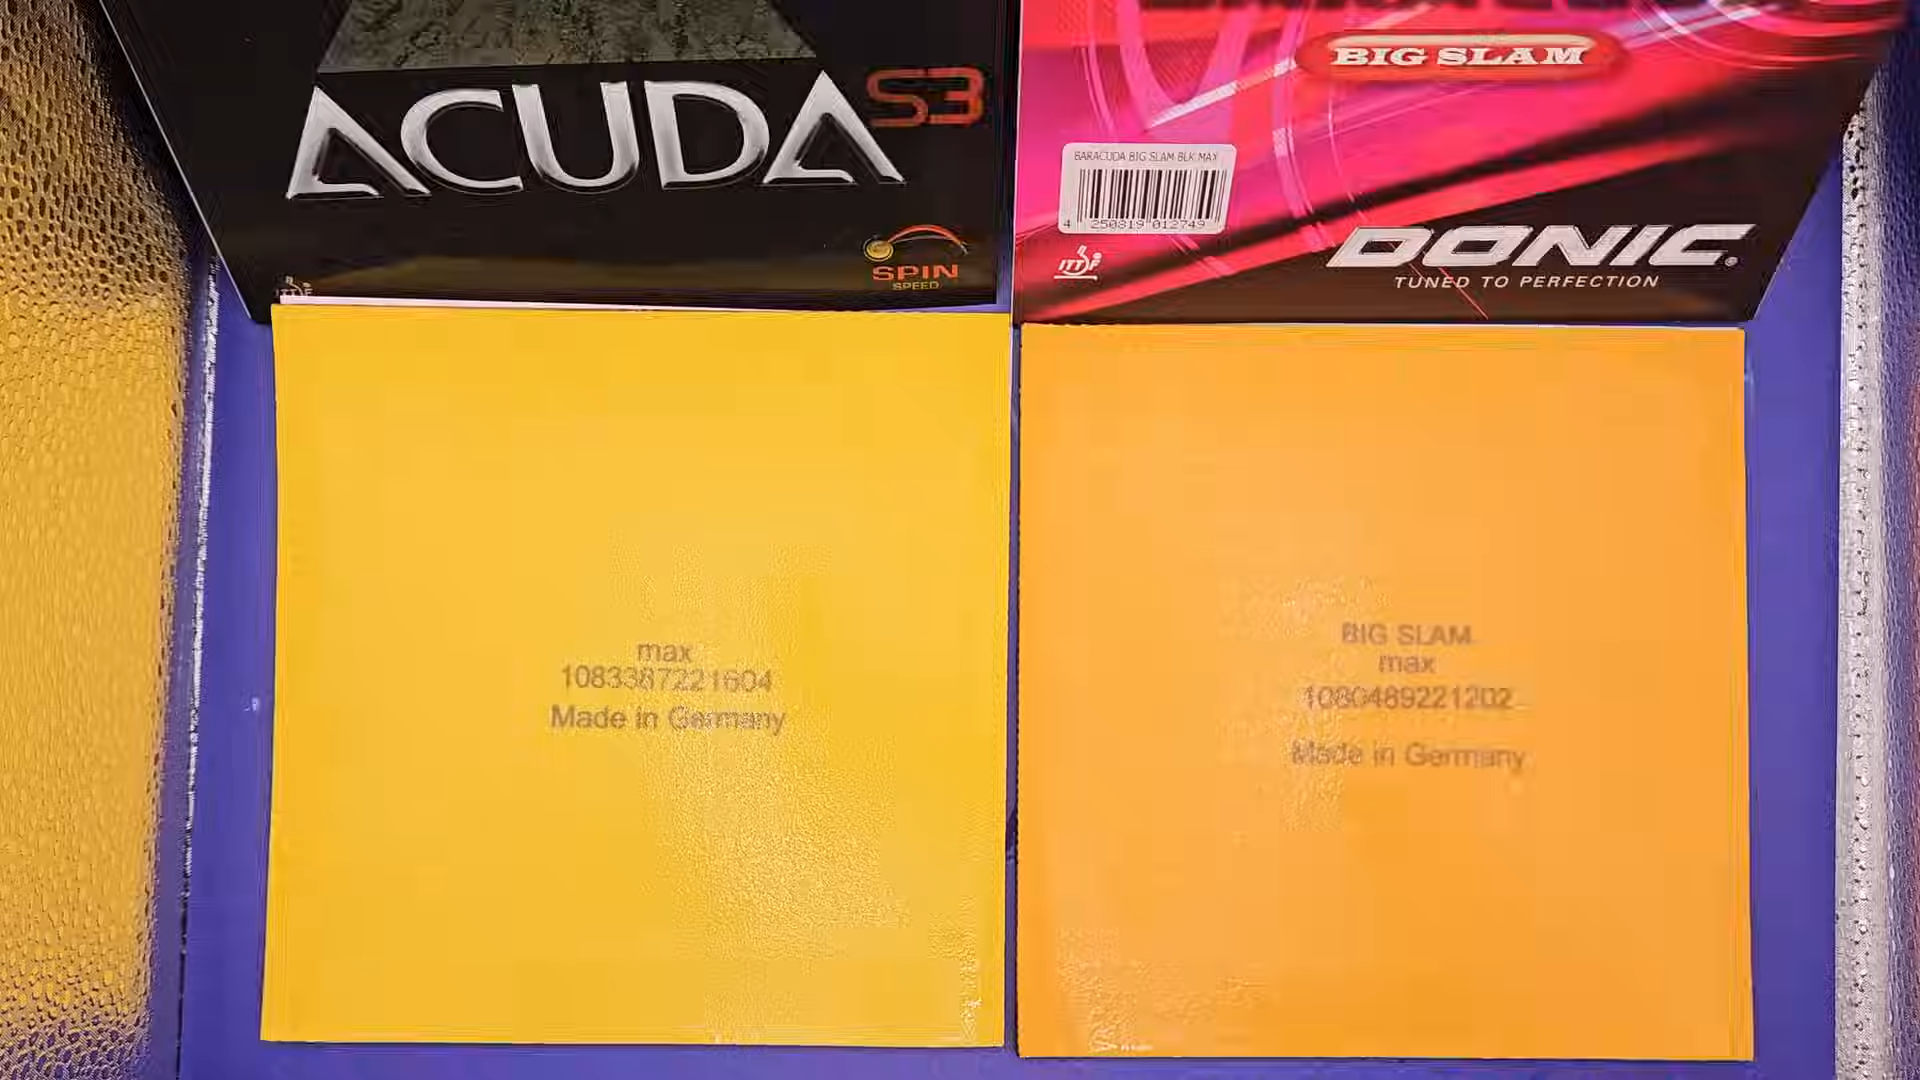 ACUDA S3
SPIN
SPEED
BIG SLAM
BARACUDA BIG SLAM BLK MAX
4 250819 012749
ITTF
DONIC
TUNED TO PERFECTION
max
1083387221604
Made in Germany
BIG SLAM
max
1080489221202
Made in Germany